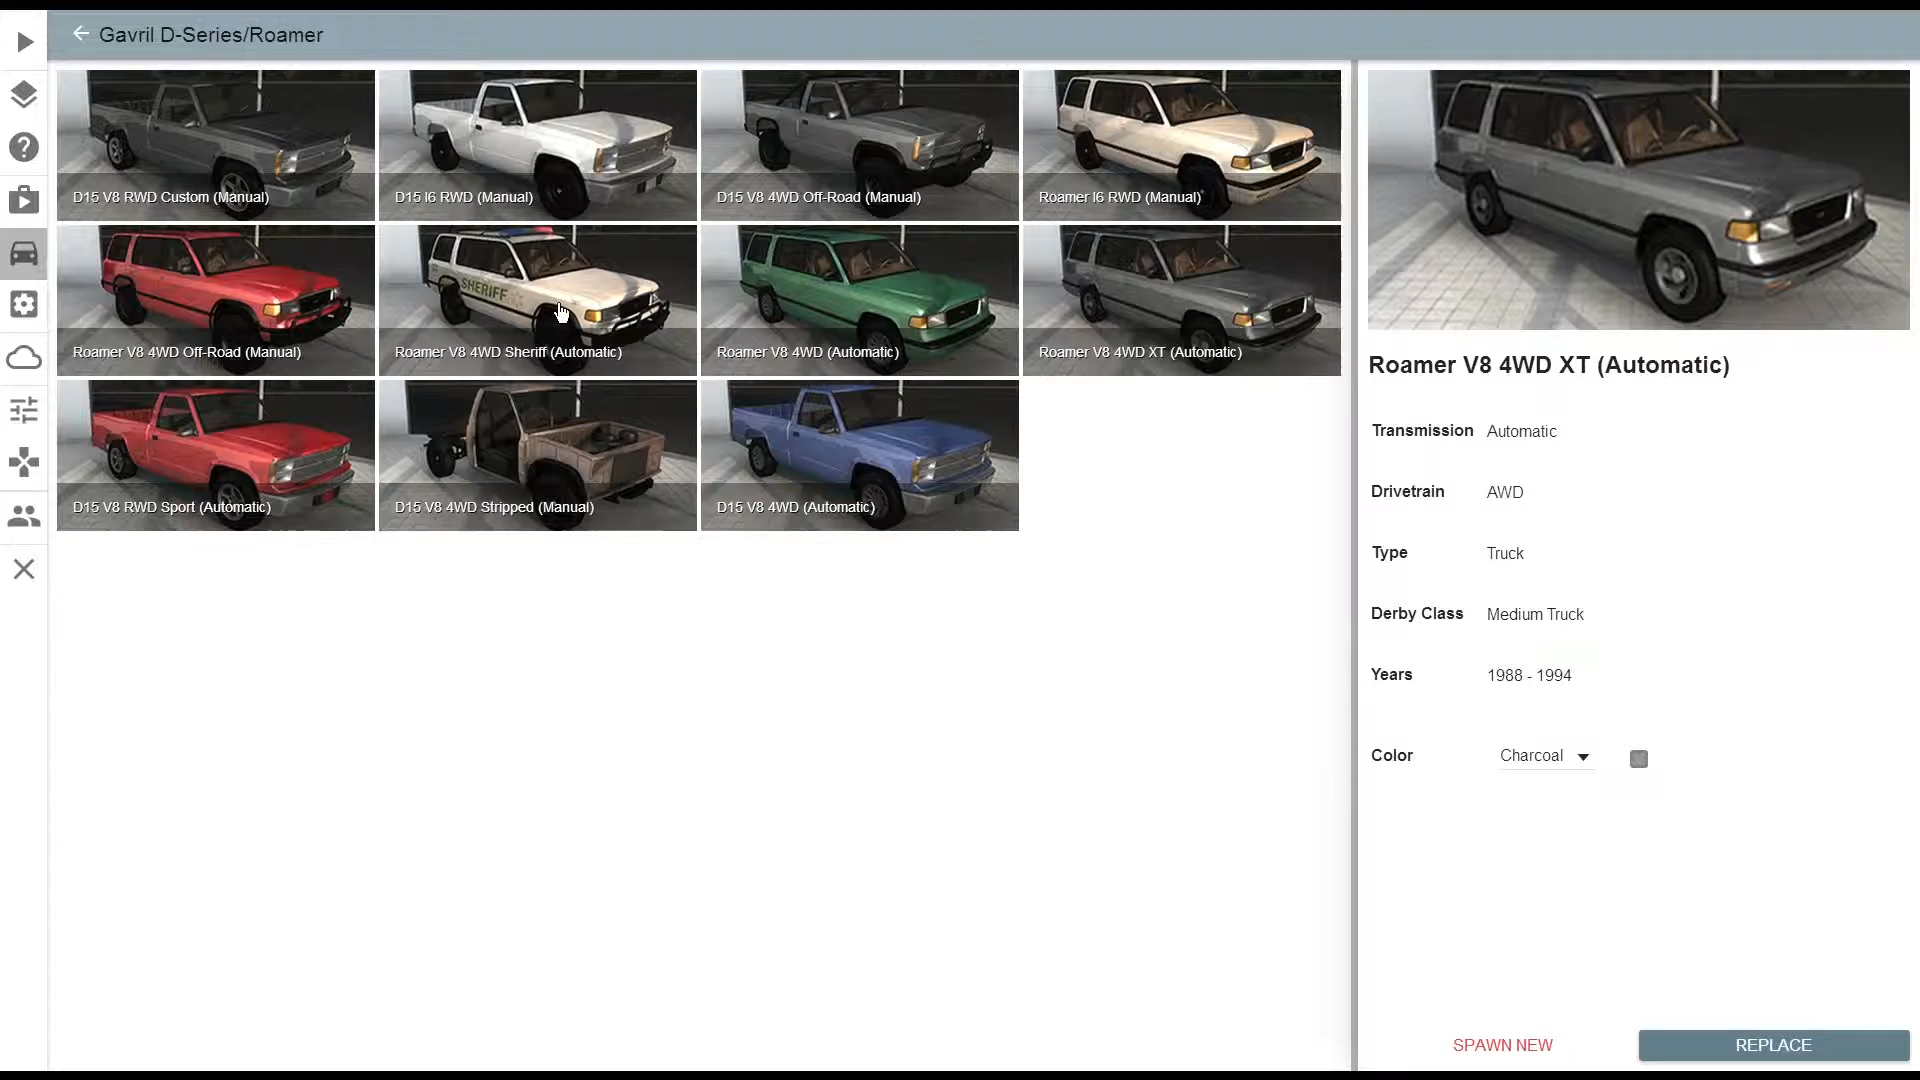 Gavril D-Series/Roamer
D15 V8 RWD Custom (Manual)
D15 I6 RWD (Manual)
D15 V8 4WD Off-Road (Manual)
Roamer I6 RWD (Manual)
SHERIFF
Roamer V8 4WD Off-Road (Manual)
Roamer V8 4WD Sheriff (Automatic)
Roamer V8 4WD (Automatic)
Roamer V8 4WD XT (Automatic)
D15 V8 RWD Sport (Automatic)
D15 V8 4WD Stripped (Manual)
D15 V8 4WD (Automatic)
Roamer V8 4WD XT (Automatic)
Transmission Automatic
Drivetrain AWD
Type Truck
Derby Class Medium Truck
Years 1988 - 1994
Color Charcoal
SPAWN NEW REPLACE